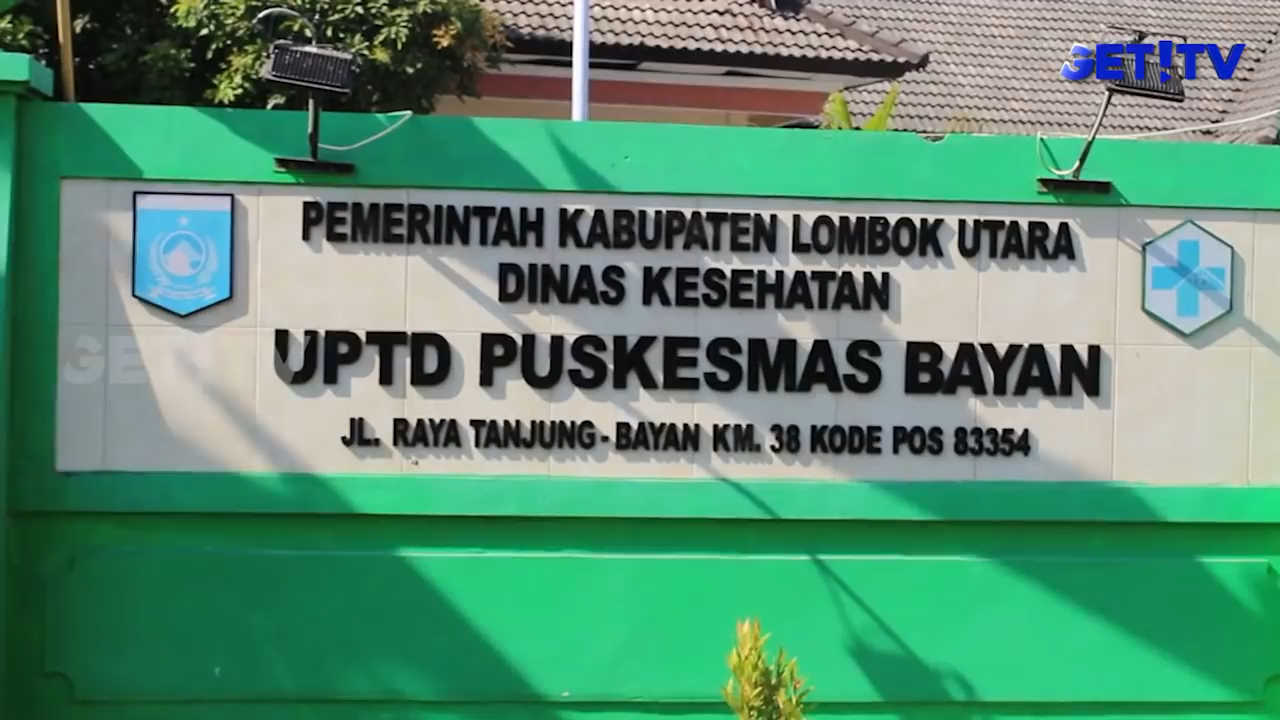 GET!TV
PEMERINTAH KABUPATEN LOMBOK UTARA
DINAS KESEHATAN
UPTD PUSKESMAS BAYAN
JL. RAYA TANJUNG - BAYAN KM. 38 KODE POS 83354